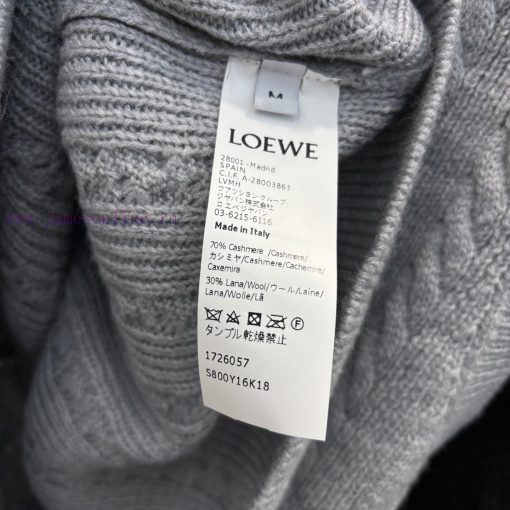 M
LOEWE
28001 -Madrid
SPAIN
C.I.F. A-28003861
LVMH
ファッション・グループ
ジャパン株式会社
ロエベジャパン
03-6215-6116
Made in Italy
70% Cashmere /Cashmere/
カシミヤ/Cashmere/Cachemire/
Caxemira
30% Lana/Wool/ウール/Laine/
Lana/Wolle/Lã
F
タンブル乾燥禁止
1726057
S800Y16K18